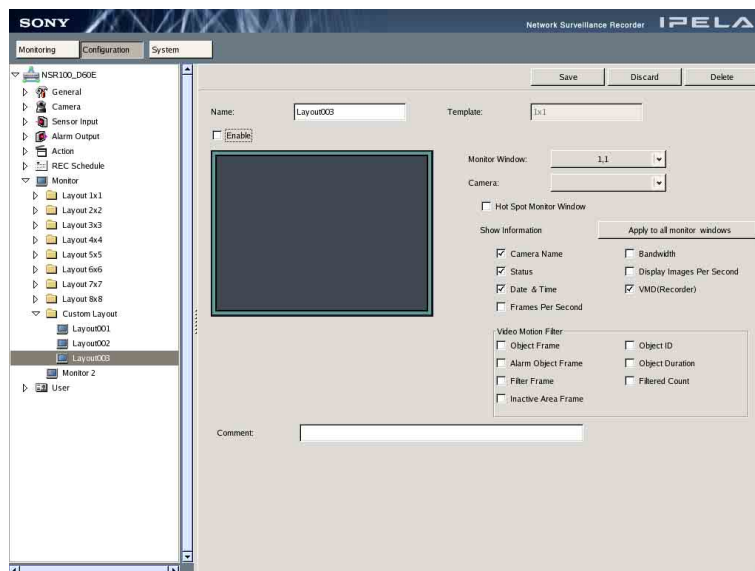 SONY
Network Surveillance Recorder IPELA
Monitoring Configuration System
NSR100_D60E
General
Camera
Sensor Input
Alarm Output
Action
REC Schedule
Monitor
Layout 1x1
Layout 2x2
Layout 3x3
Layout 4x4
Layout 5x5
Layout 6x6
Layout 7x7
Layout 8x8
Custom Layout
Layout001
Layout002
Layout003
Monitor 2
User
Save Discard Delete
Name: Layout003 Template: 1x1
Enable
Monitor Window: 1,1
Camera:
Hot Spot Monitor Window
Show Information Apply to all monitor windows
Camera Name Bandwidth
Status Display Images Per Second
Date & Time VMD(Recorder)
Frames Per Second
Video Motion Filter
Object Frame Object ID
Alarm Object Frame Object Duration
Filter Frame Filtered Count
Inactive Area Frame
Comment: